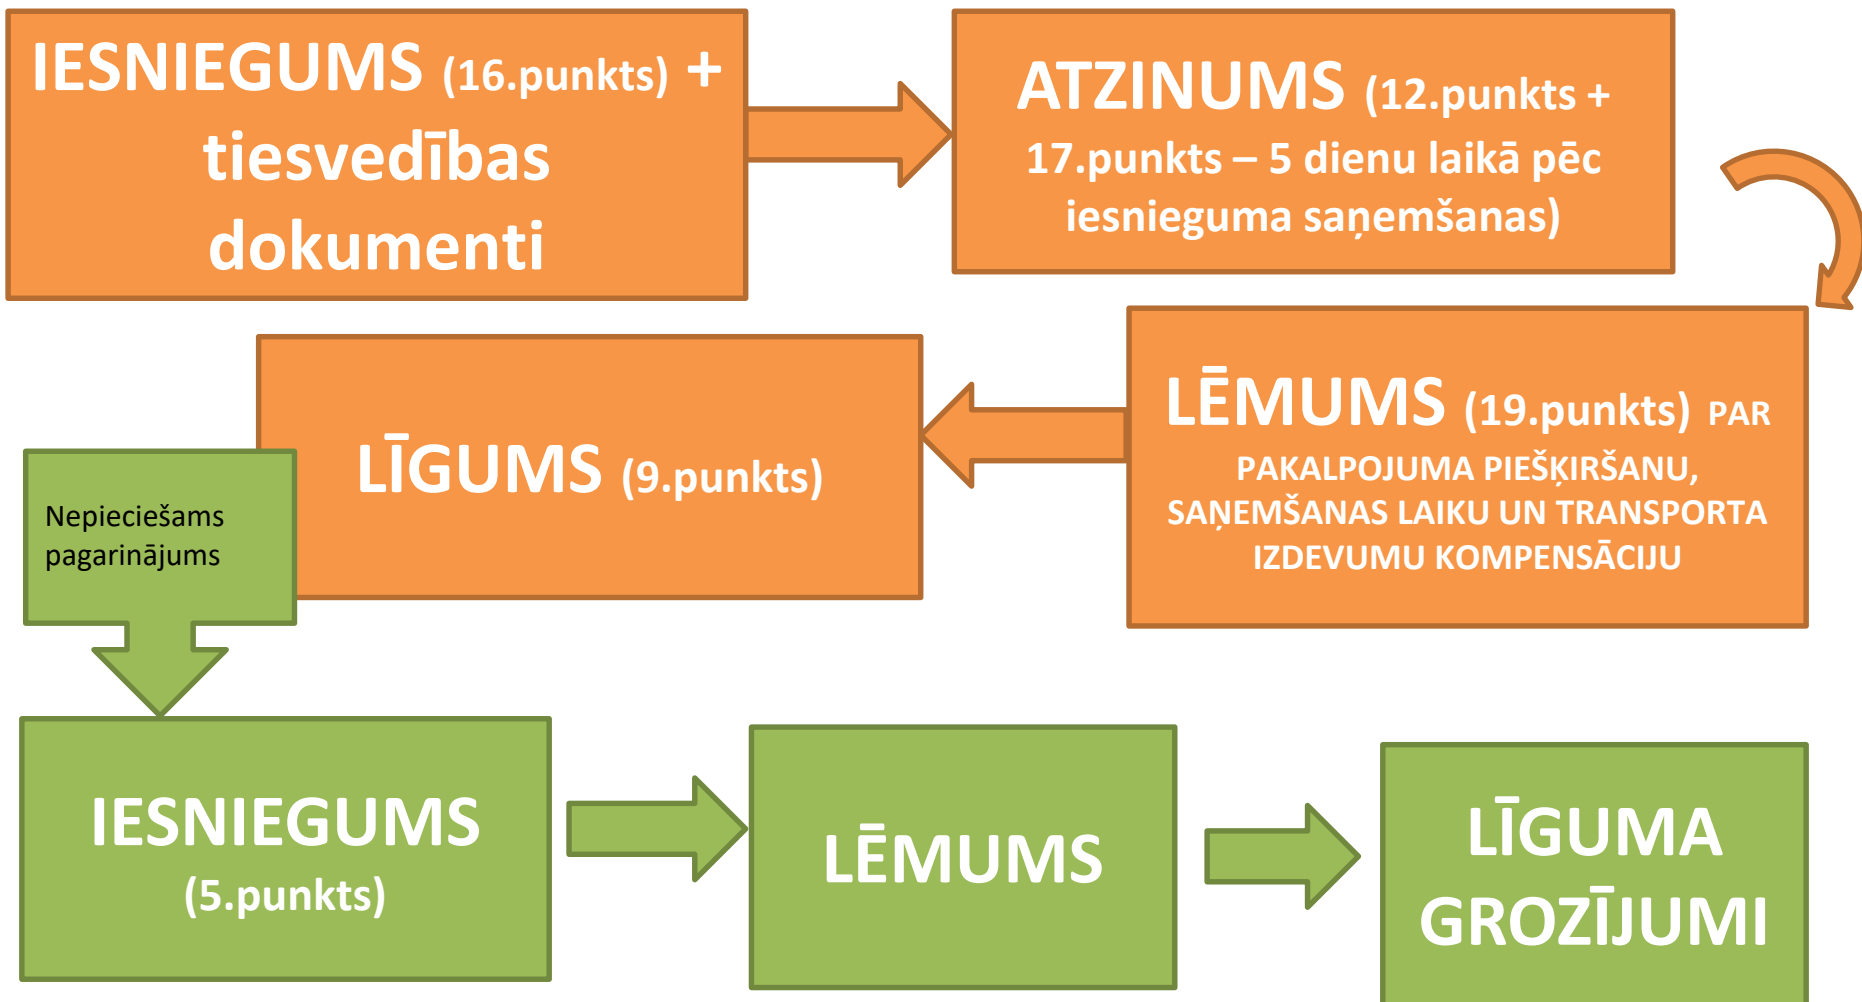 IESNIEGUMS (16.punkts) +
tiesvedības
dokumenti
ATZINUMS (12.punkts +
17.punkts – 5 dienu laikā pēc
iesnieguma saņemšanas)
LĒMUMS (19.punkts) PAR
PAKALPOJUMA PIEŠĶIRŠANU,
SAŅEMŠANAS LAIKU UN TRANSPORTA
IZDEVUMU KOMPENSĀCIJU
LĪGUMS (9.punkts)
Nepieciešams
pagarinājums
IESNIEGUMS
(5.punkts)
LĒMUMS
LĪGUMA
GROZĪJUMI